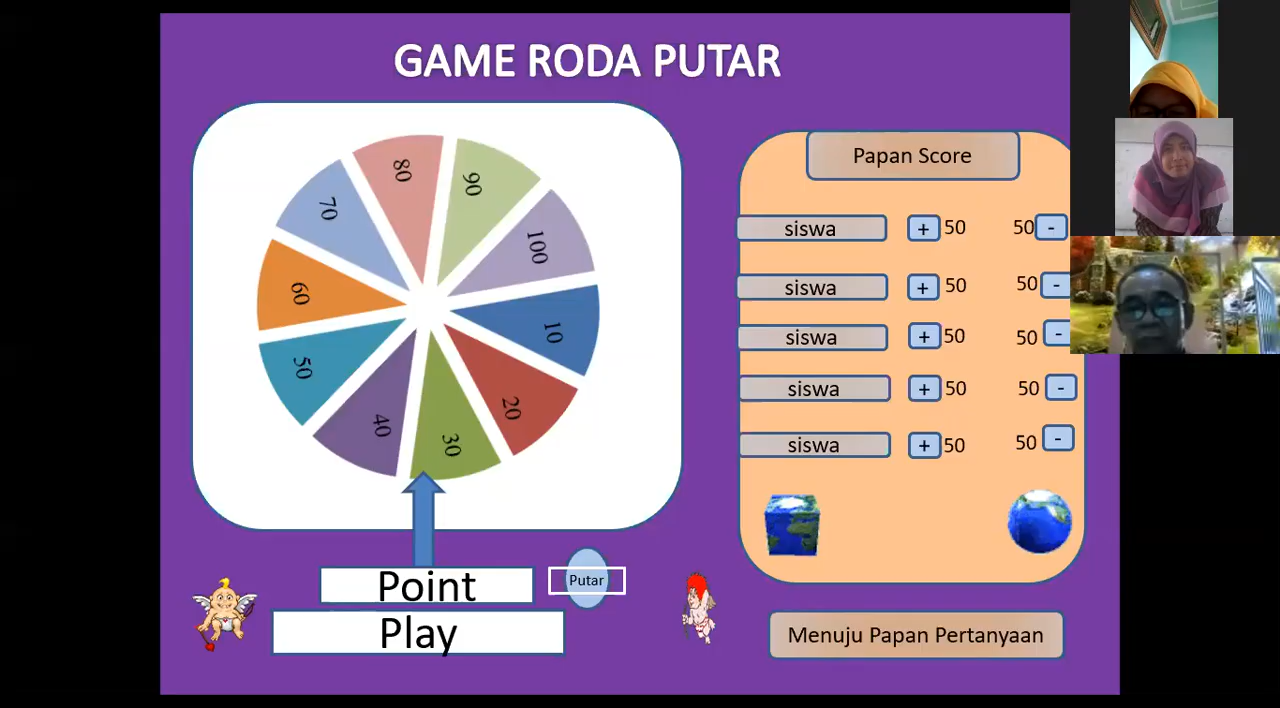 GAME RODA PUTAR
80
90
70
100
60
10
50
20
40
30
Point
Putar
Play
Papan Score
siswa + 50 50 -
siswa + 50 50 -
siswa + 50 50 -
siswa + 50 50 -
siswa + 50 50 -
Menuju Papan Pertanyaan